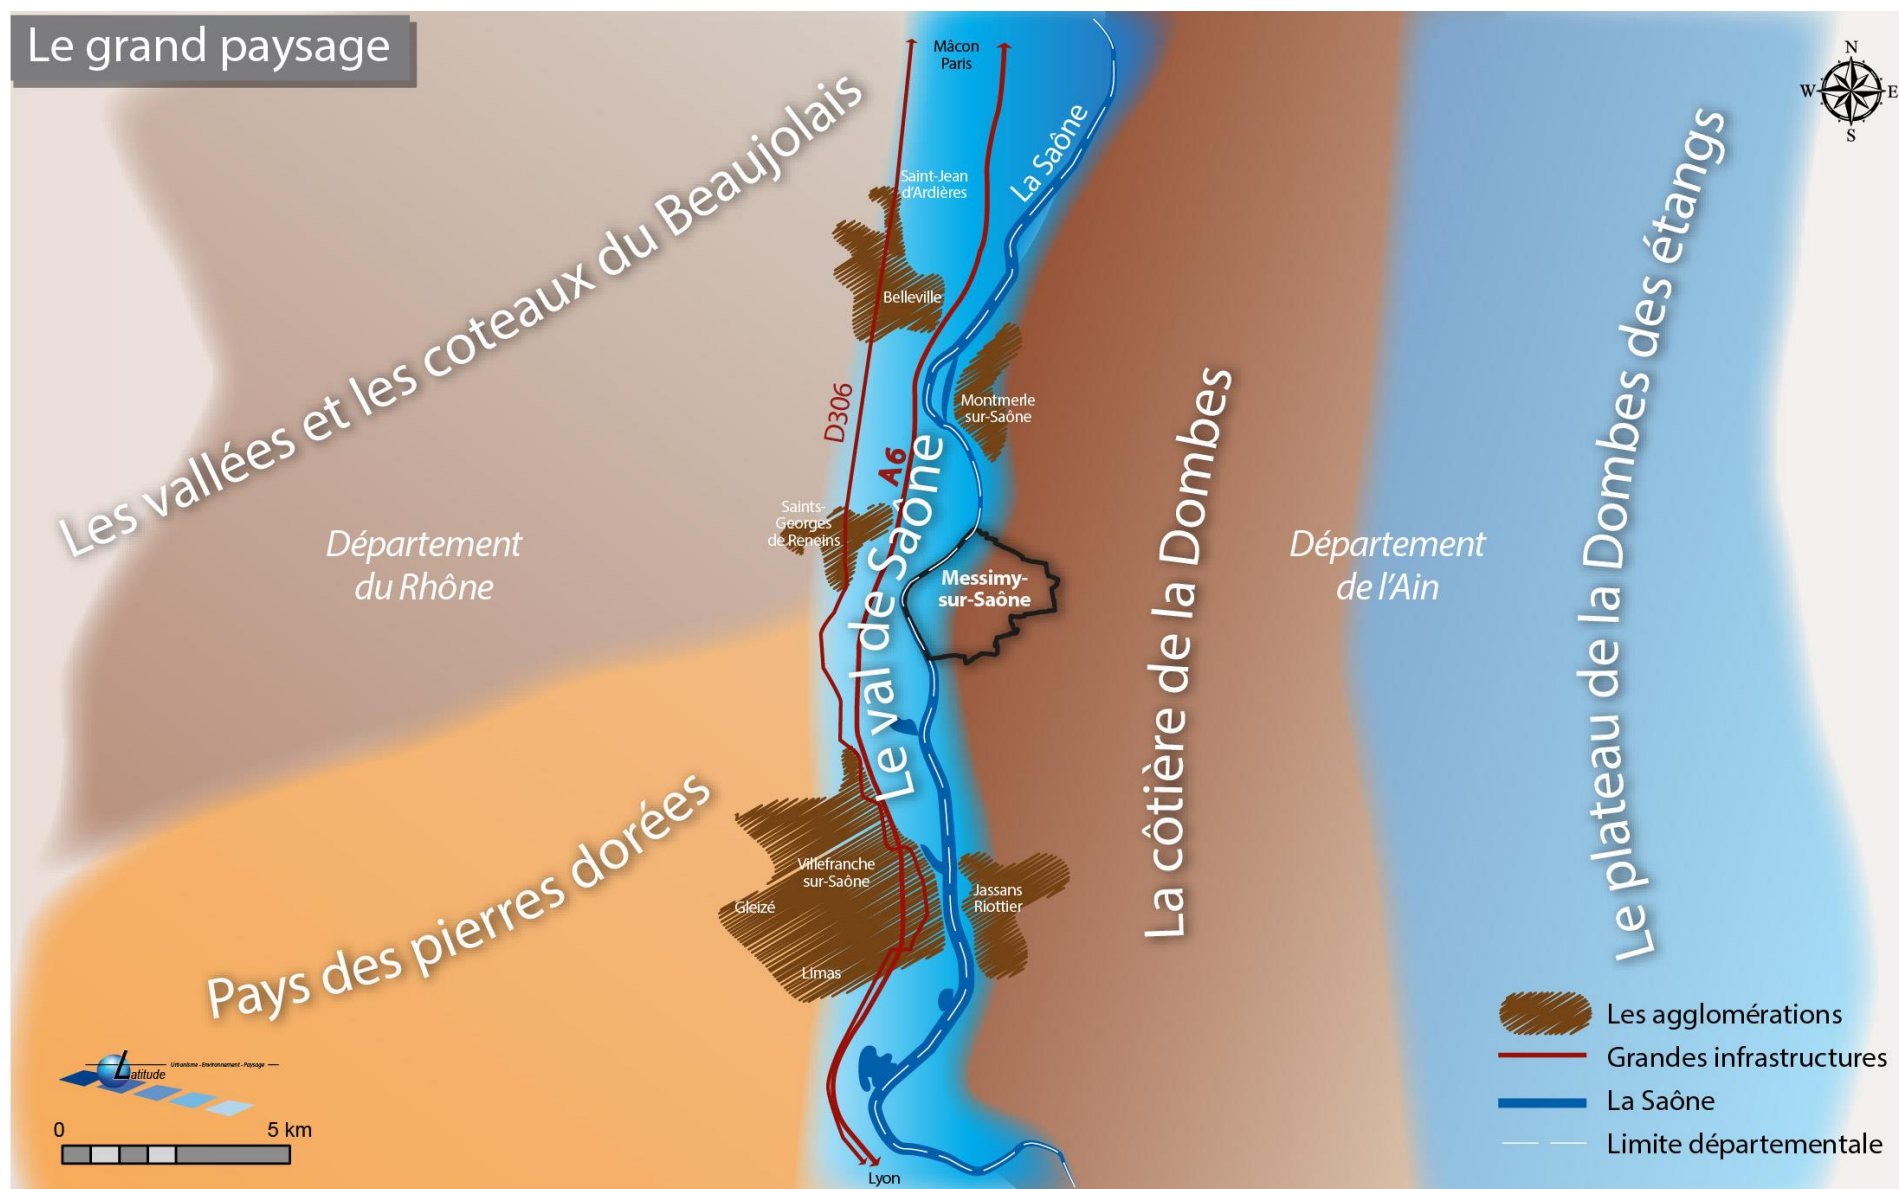 Le grand paysage
Mâcon
Paris
N
W
E
S
La Saône
Saint-Jean
d'Ardières
Les vallées et les coteaux du Beaujolais
Belleville
D306
Montmerle
sur-Saône
A6
Le val de Saône
Saints-
Georges
de Reneins
Département
du Rhône
Messimy-
sur-Saône
La côtière de la Dombes
Département
de l'Ain
Le plateau de la Dombes des étangs
Pays des pierres dorées
Villefranche
sur-Saône
Gleizé
Limas
Jassans
Riottier
Lyon
Latitude
Urbanisme - Environnement - Paysage
0
5 km
Les agglomérations
Grandes infrastructures
La Saône
Limite départementale